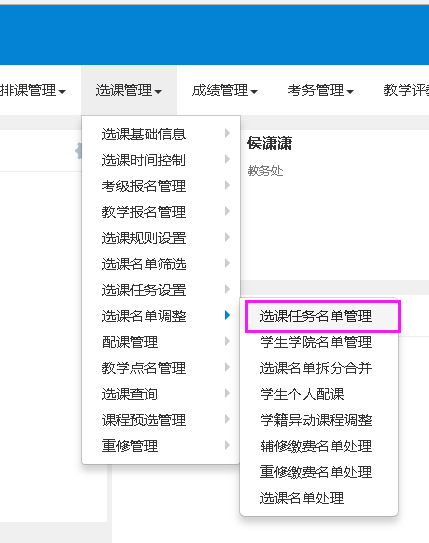 排课管理 选课管理 成绩管理 考务管理 教学评
选课基础信息
侯潇潇
选课时间控制
教务处
考级报名管理
教学报名管理
选课规则设置
选课名单筛选
选课任务设置
选课名单调整
选课任务名单管理
配课管理
学生学院名单管理
教学点名管理
选课名单拆分合并
选课查询
学生个人配课
课程预选管理
学籍异动课程调整
重修管理
辅修缴费名单处理
重修缴费名单处理
选课名单处理